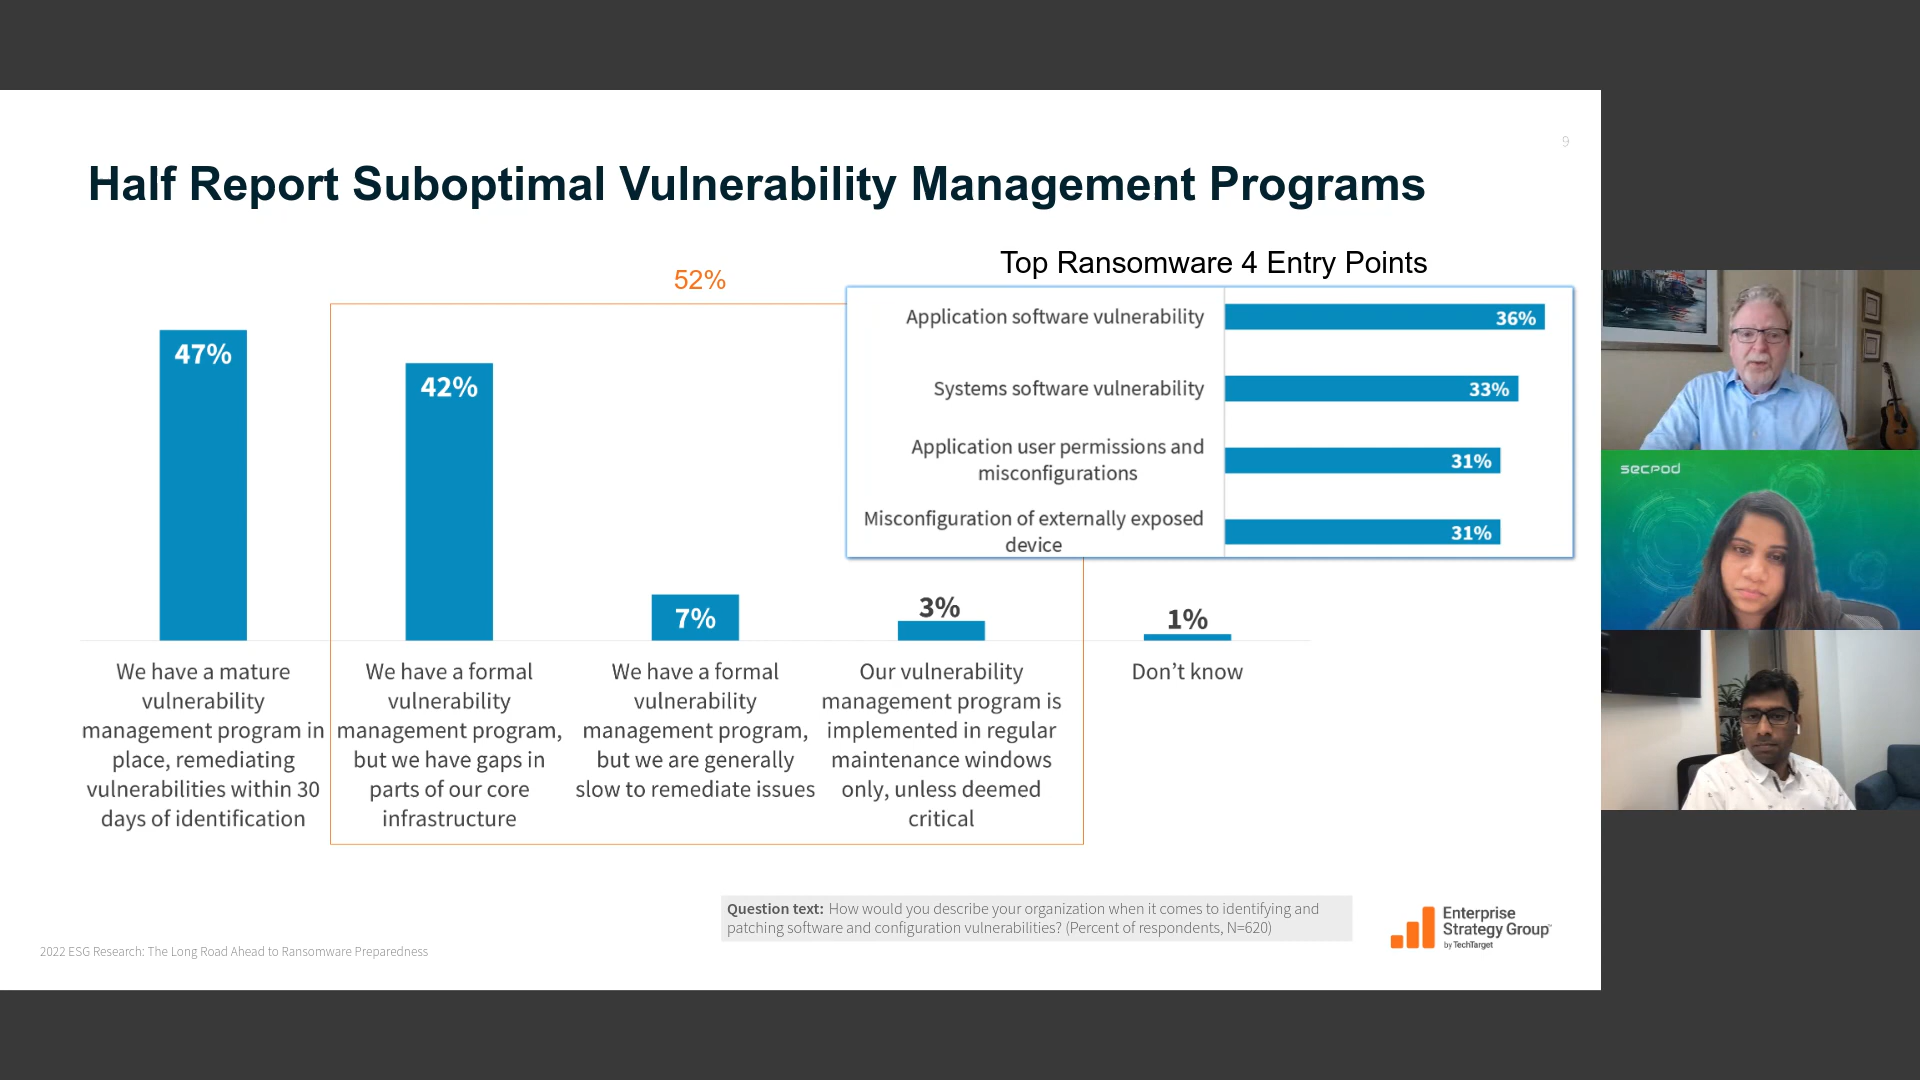 9
Half Report Suboptimal Vulnerability Management Programs
52%
Top Ransomware 4 Entry Points
Application software vulnerability
36%
Systems software vulnerability
33%
Application user permissions and
misconfigurations
31%
Misconfiguration of externally exposed
device
31%
47%
42%
7%
3%
1%
We have a mature
vulnerability
management program in
place, remediating
vulnerabilities within 30
days of identification
We have a formal
vulnerability
management program,
but we have gaps in
parts of our core
infrastructure
We have a formal
vulnerability
management program,
but we are generally
slow to remediate issues
Our vulnerability
management program is
implemented in regular
maintenance windows
only, unless deemed
critical
Don’t know
Question text: How would you describe your organization when it comes to identifying and
patching software and configuration vulnerabilities? (Percent of respondents, N=620)
2022 ESG Research: The Long Road Ahead to Ransomware Preparedness
Enterprise
Strategy Group™
by TechTarget
secpod